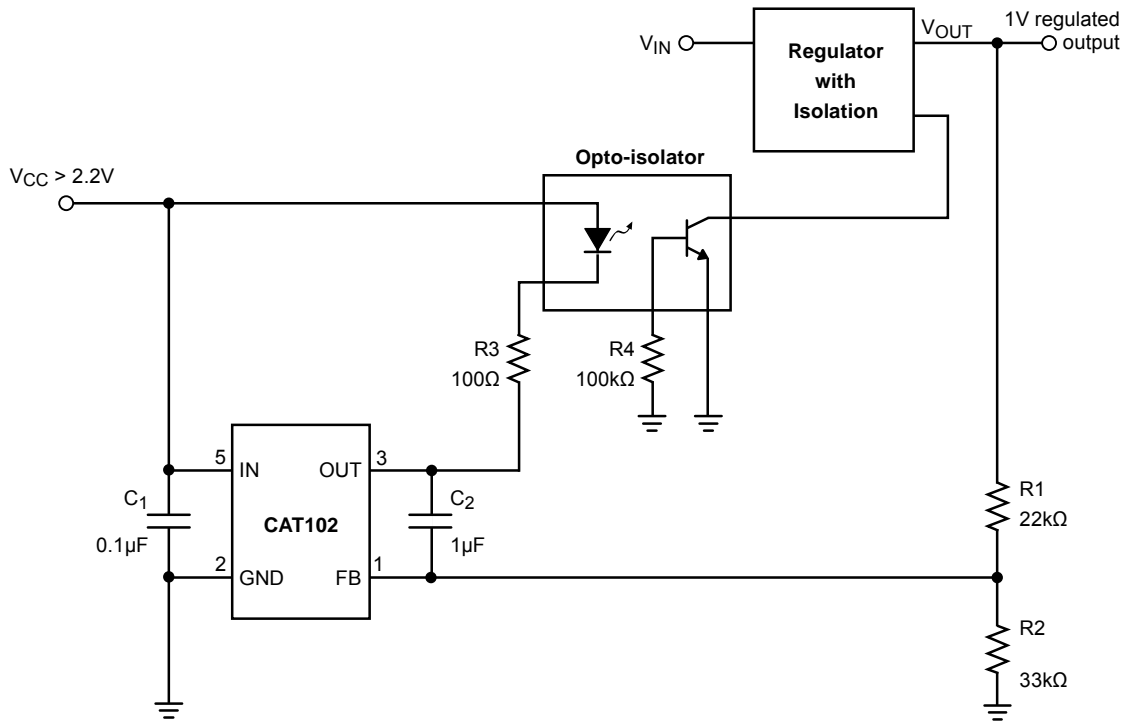 1V regulated
output
VOUT
VIN
Regulator
with
Isolation
Opto-isolator
VCC > 2.2V
R3
100Ω
R4
100kΩ
5
IN
OUT
3
C1
0.1µF
CAT102
C2
1µF
R1
22kΩ
2
GND
FB
1
R2
33kΩ